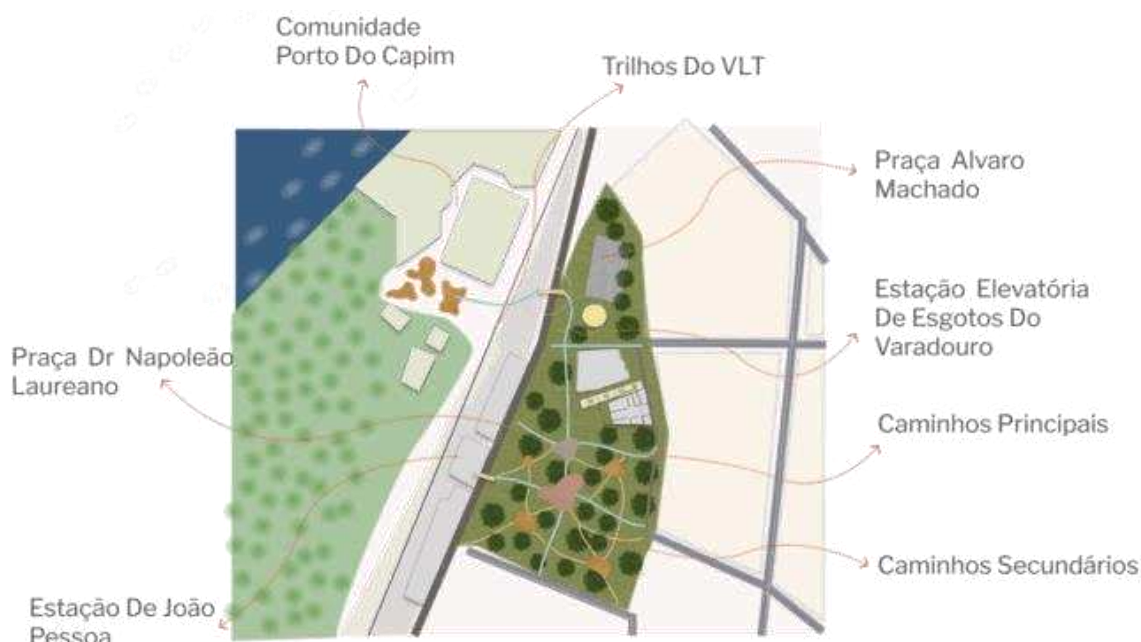 Comunidade
Porto Do Capim
Trilhos Do VLT
Praça Alvaro
Machado
Estação Elevatória
De Esgotos Do
Varadouro
Praça Dr Napoleão
Laureano
Caminhos Principais
Caminhos Secundários
Estação De João
Pessoa